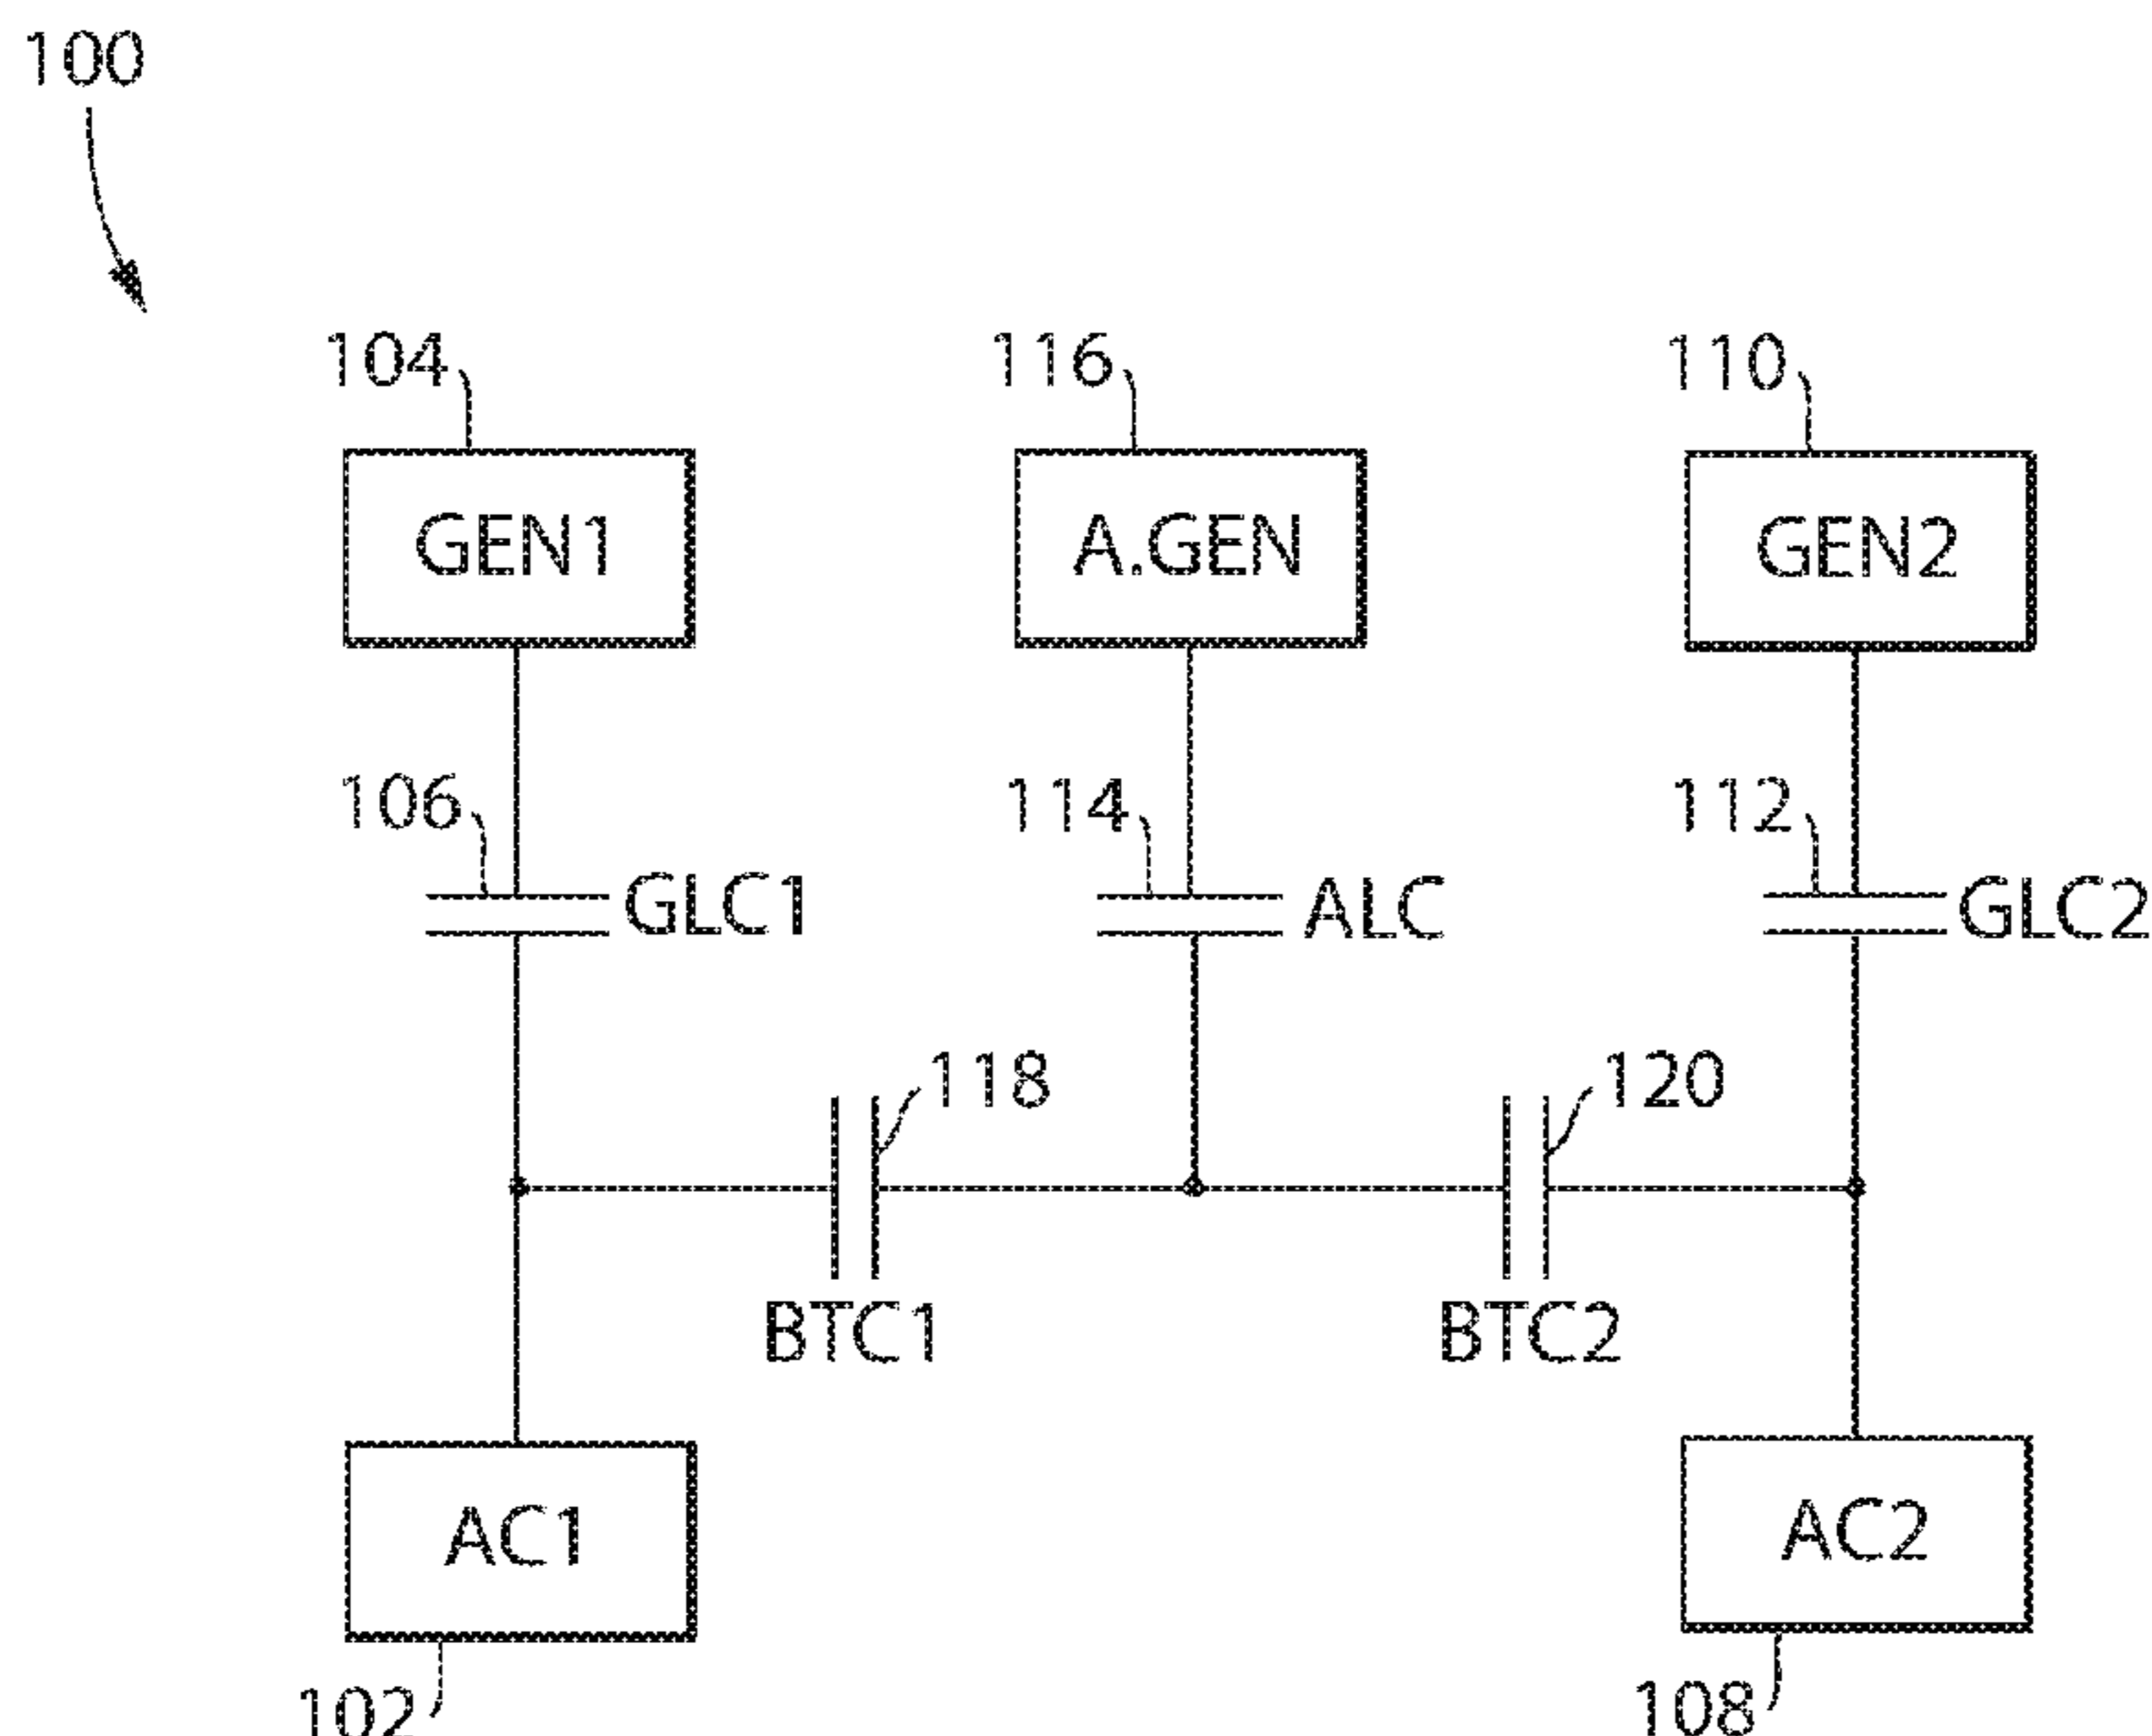 100
104
116
110
GEN1
A.GEN
GEN2
106
114
112
GLC1
ALC
GLC2
118
120
BTC1
BTC2
AC1
AC2
102
108